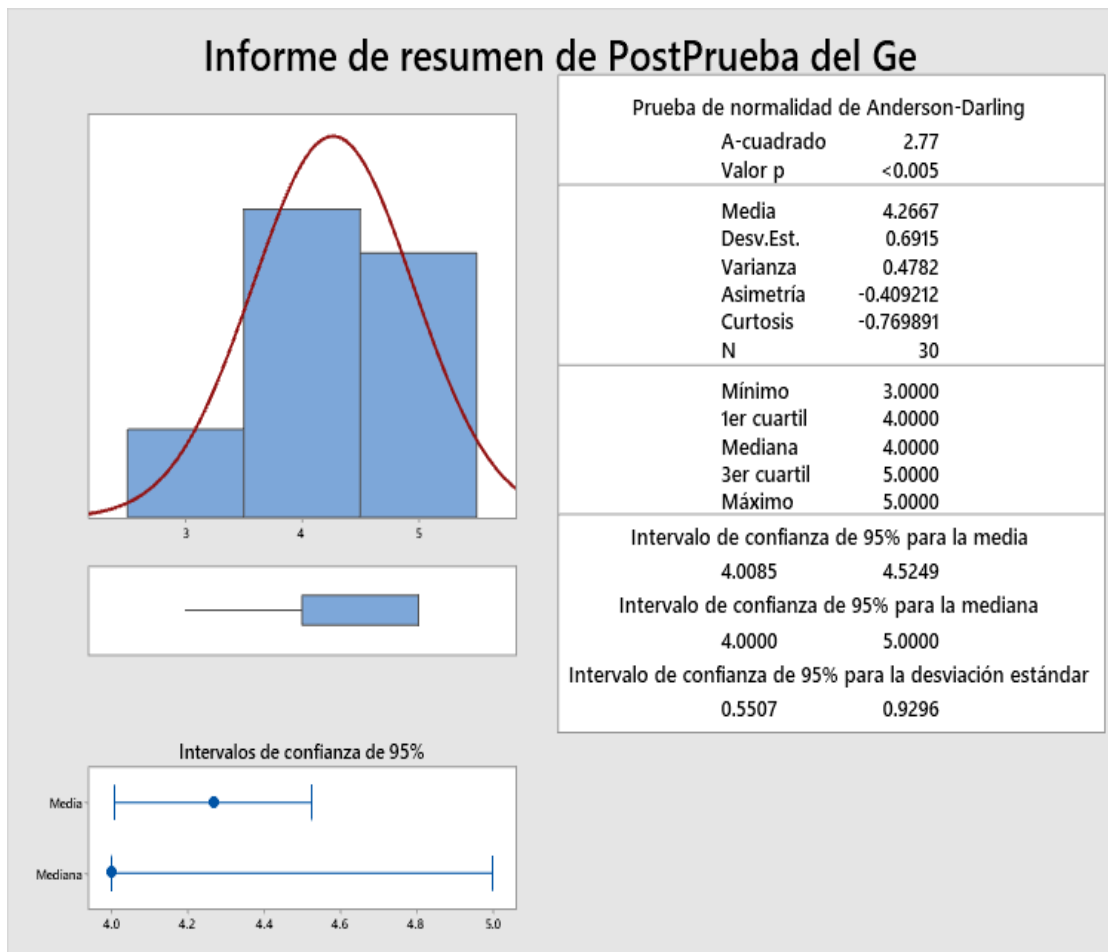 Informe de resumen de PostPrueba del Ge
Prueba de normalidad de Anderson-Darling
A-cuadrado 2.77
Valor p <0.005
Media 4.2667
Desv.Est. 0.6915
Varianza 0.4782
Asimetría -0.409212
Curtosis -0.769891
N 30
Mínimo 3.0000
1er cuartil 4.0000
Mediana 4.0000
3er cuartil 5.0000
Máximo 5.0000
Intervalo de confianza de 95% para la media
4.0085 4.5249
Intervalo de confianza de 95% para la mediana
4.0000 5.0000
Intervalo de confianza de 95% para la desviación estándar
0.5507 0.9296
3 4 5
Intervalos de confianza de 95%
Media
Mediana
4.0 4.2 4.4 4.6 4.8 5.0